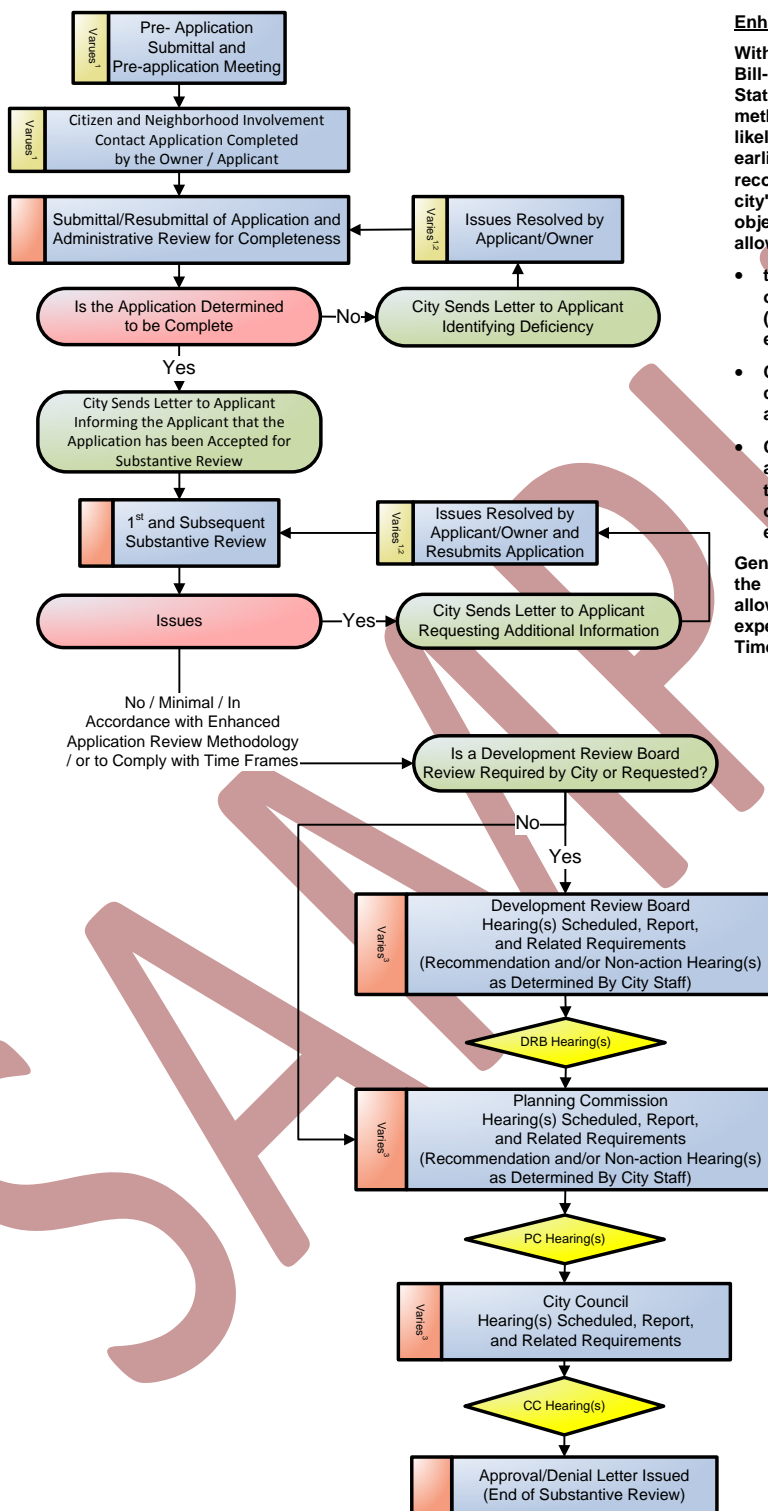 Pre- Application
Submittal and
Pre-application Meeting
Varues¹
Citizen and Neighborhood Involvement
Contact Application Completed
by the Owner / Applicant
Varues¹
Submittal/Resubmittal of Application and
Administrative Review for Completeness
Issues Resolved by
Applicant/Owner
Varies¹,²
Is the Application Determined
to be Complete
No
City Sends Letter to Applicant
Identifying Deficiency
Yes
City Sends Letter to Applicant
Informing the Applicant that the
Application has been Accepted for
Substantive Review
1st and Subsequent
Substantive Review
Issues Resolved by
Applicant/Owner and
Resubmits Application
Varies¹,²
Issues
Yes
City Sends Letter to Applicant
Requesting Additional Information
No / Minimal / In
Accordance with Enhanced
Application Review Methodology
/ or to Comply with Time Frames
Is a Development Review Board
Review Required by City or Requested?
No
Yes
Development Review Board
Hearing(s) Scheduled, Report,
and Related Requirements
(Recommendation and/or Non-action Hearing(s)
as Determined By City Staff)
Varies³
DRB Hearing(s)
Planning Commission
Hearing(s) Scheduled, Report,
and Related Requirements
(Recommendation and/or Non-action Hearing(s)
as Determined By City Staff)
Varies³
PC Hearing(s)
City Council
Hearing(s) Scheduled, Report,
and Related Requirements
Varies³
CC Hearing(s)
Approval/Denial Letter Issued
(End of Substantive Review)
Enh
With
Bill-
Stat
meth
likel
earli
reco
city'
obje
allow
• t
c
(
e
• C
c
a
• C
a
t
c
e
Gen
the
allow
expe
Time
SAMPL